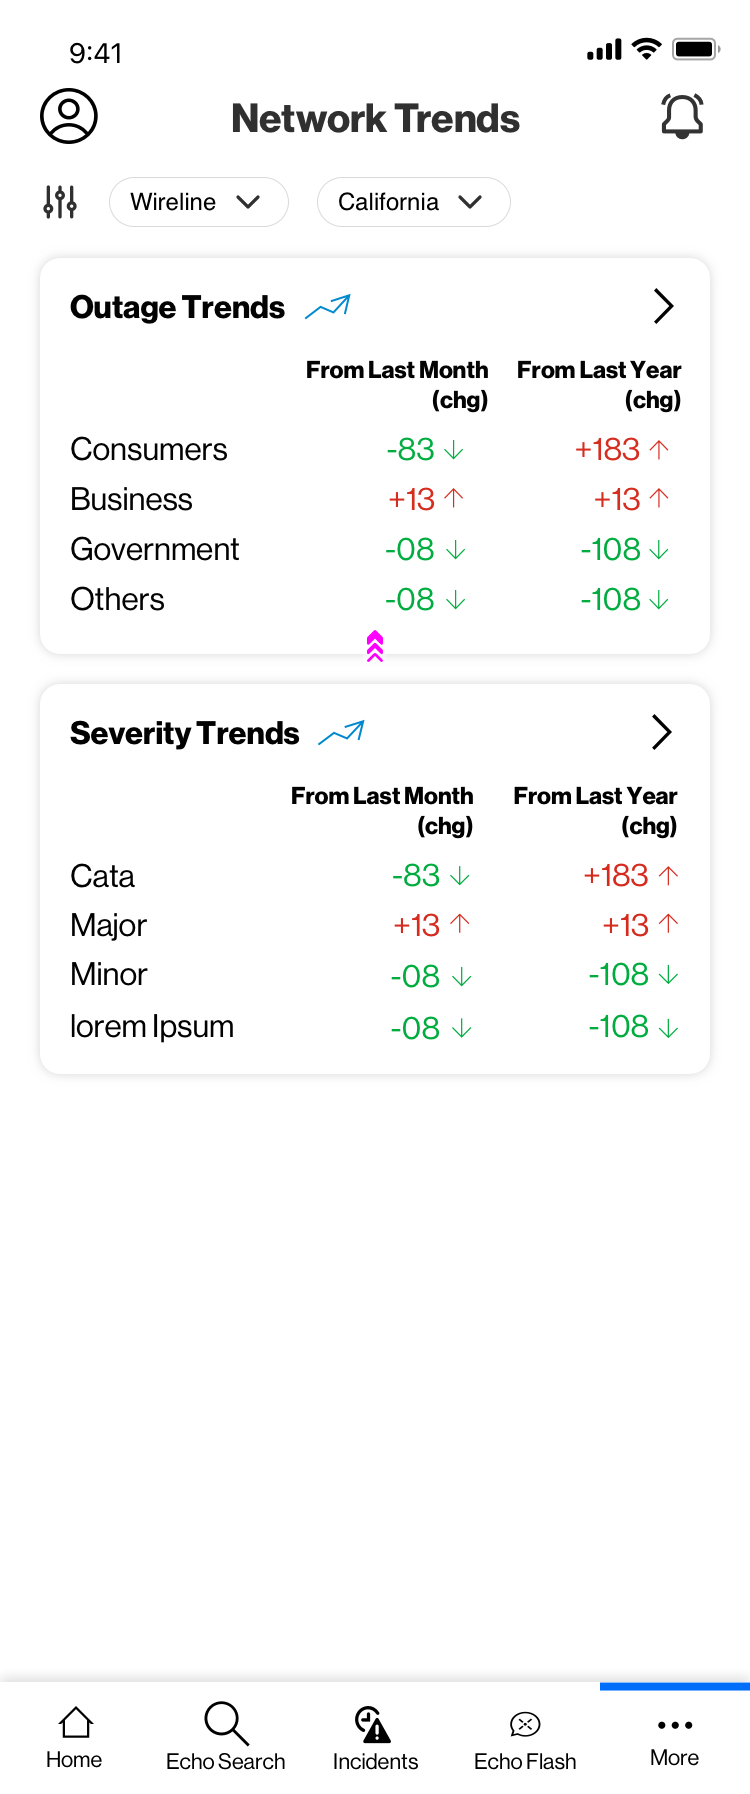 9:41
Network Trends
Wireline
California
Outage Trends
From Last Month From Last Year
(chg) (chg)
Consumers -83 +183
Business +13 +13
Government -08 -108
Others -08 -108
Severity Trends
From Last Month From Last Year
(chg) (chg)
Cata -83 +183
Major +13 +13
Minor -08 -108
lorem Ipsum -08 -108
Home Echo Search Incidents Echo Flash More